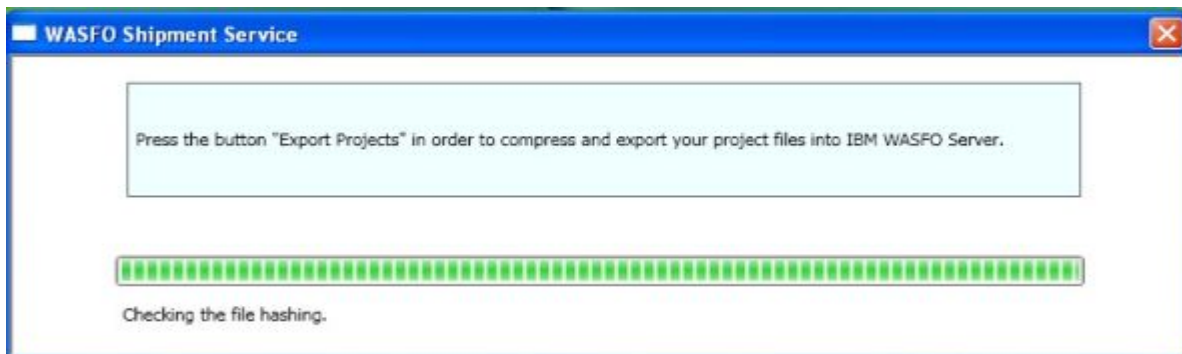 WASFO Shipment Service
Press the button "Export Projects" in order to compress and export your project files into IBM WASFO Server.
Checking the file hashing.